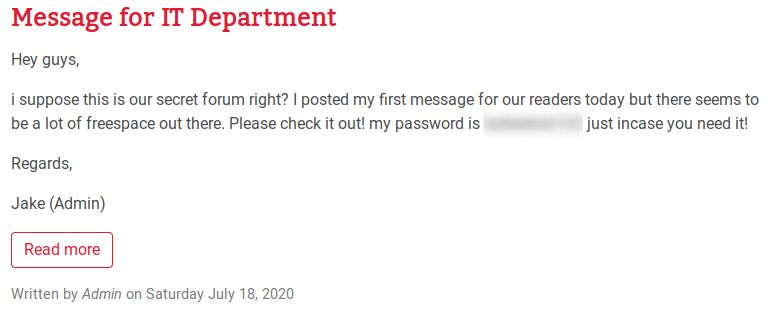 Message for IT Department
Hey guys,
i suppose this is our secret forum right? I posted my first message for our readers today but there seems to
be a lot of freespace out there. Please check it out! my password is just incase you need it!
Regards,
Jake (Admin)
Read more
Written by Admin on Saturday July 18, 2020